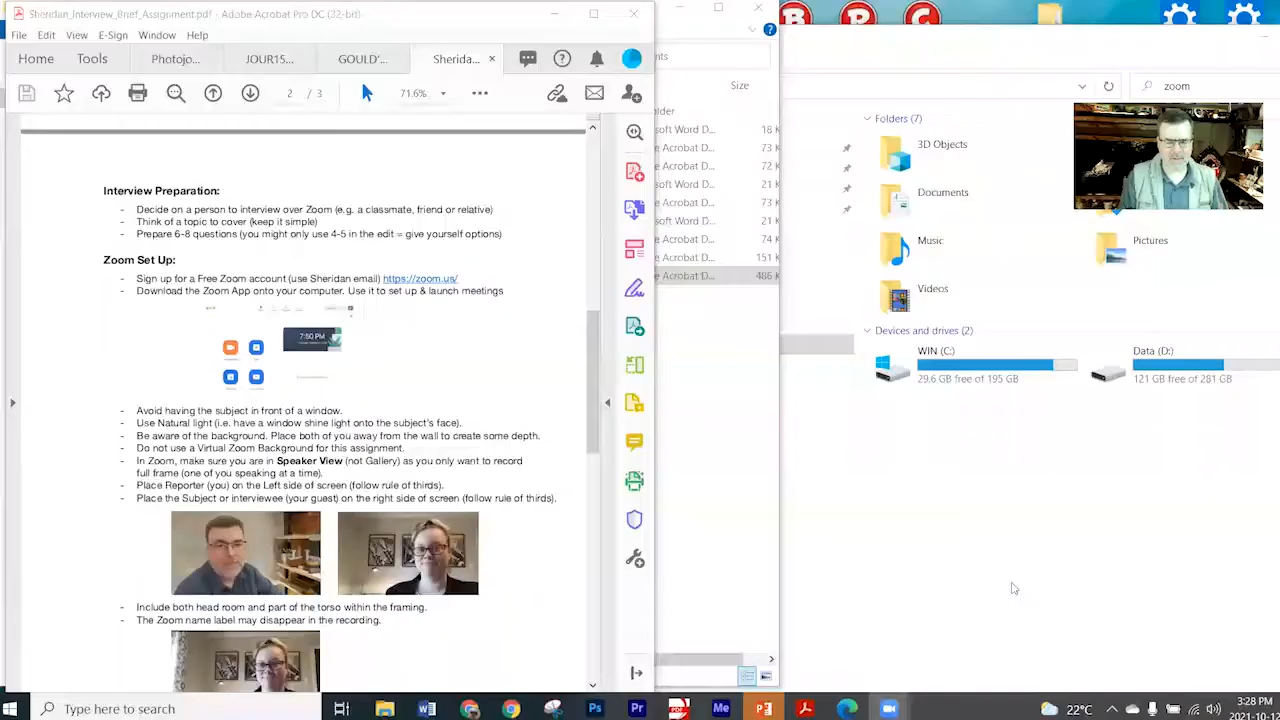 Sheridan
ew_Brief_Assignment.pdf - Adobe Acrobat Pro DC (32-bit)
File
E-Sign Window Help
Home
Tools
Photojo...
JOUR15...
GOULD'...
Sherida...
2 / 3
71.6%
Interview Preparation:
- Decide on a person to interview over Zoom (e.g. a classmate, friend or relative)
- Think of a topic to cover (keep it simple)
- Prepare 6-8 questions (you might only use 4-5 in the edit = give yourself options)
Zoom Set Up:
- Sign up for a Free Zoom account (use Sheridan email) https://zoom.us/
- Download the Zoom App onto your computer. Use it to set up & launch meetings
7:50 PM
- Avoid having the subject in front of a window.
- Use Natural light (i.e. have a window shine light onto the subject's face).
- Be aware of the background. Place both of you away from the wall to create some depth.
- Do not use a Virtual Zoom Background for this assignment.
- In Zoom, make sure you are in Speaker View (not Gallery) as you only want to record
full frame (one of you speaking at a time).
- Place Reporter (you) on the Left side of screen (follow rule of thirds).
- Place the Subject or interviewee (your guest) on the right side of screen (follow rule of thirds).
- Include both head room and part of the torso within the framing.
- The Zoom name label may disappear in the recording.
nts
Size
older
soft Word D... 18 K
e Acrobat D... 73 K
e Acrobat D... 72 K
soft Word D... 21 K
e Acrobat D... 73 K
soft Word D... 21 K
e Acrobat D... 74 K
e Acrobat D... 151 K
e Acrobat D... 486 K
B P C
zoom
Folders (7)
3D Objects
Documents
Music
Pictures
Videos
Devices and drives (2)
WIN (C:)
29.6 GB free of 195 GB
Data (D:)
121 GB free of 281 GB
Type here to search
W
Ps
Pr
PDF
Me
22°C
3:28 PM